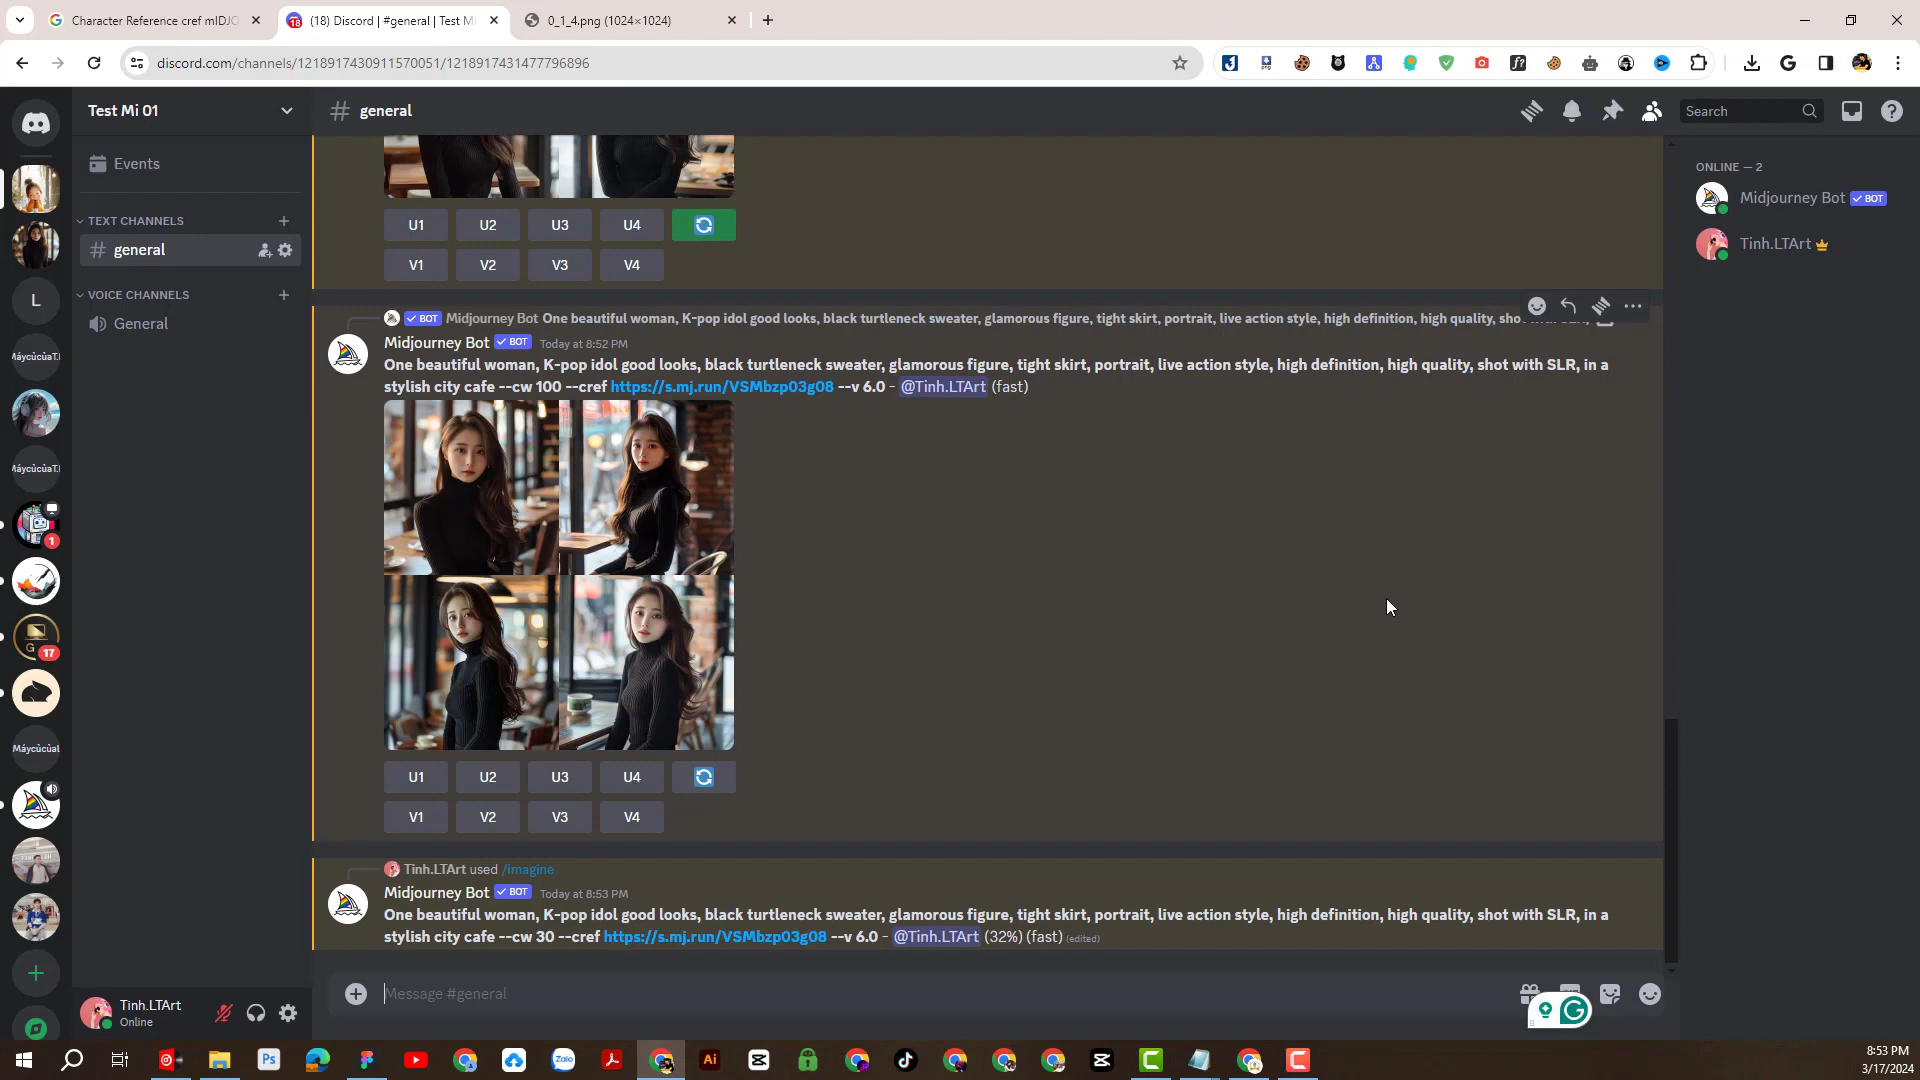 Character Reference cref mIDJO
(18) Discord | #general | Test Mi
0_1_4.png (1024×1024)
discord.com/channels/1218917430911570051/1218917431477796896
Test Mi 01
general
Search
Events
TEXT CHANNELS
general
VOICE CHANNELS
General
ONLINE — 2
Midjourney Bot BOT
Tinh.LTArt
U1 U2 U3 U4
V1 V2 V3 V4
BOT Midjourney Bot One beautiful woman, K-pop idol good looks, black turtleneck sweater, glamorous figure, tight skirt, portrait, live action style, high definition, high quality,
Midjourney Bot BOT Today at 8:52 PM
One beautiful woman, K-pop idol good looks, black turtleneck sweater, glamorous figure, tight skirt, portrait, live action style, high definition, high quality, shot with SLR, in a
stylish city cafe --cw 100 --cref https://s.mj.run/VSMbzp03g08 --v 6.0 - @Tinh.LTArt (fast)
U1 U2 U3 U4
V1 V2 V3 V4
Tinh.LTArt used /imagine
Midjourney Bot BOT Today at 8:53 PM
One beautiful woman, K-pop idol good looks, black turtleneck sweater, glamorous figure, tight skirt, portrait, live action style, high definition, high quality, shot with SLR, in a
stylish city cafe --cw 30 --cref https://s.mj.run/VSMbzp03g08 --v 6.0 - @Tinh.LTArt (32%) (fast) (edited)
Message #general
L
1
G
17
Tinh.LTArt
Online
Zalo
8:53 PM
3/17/2024